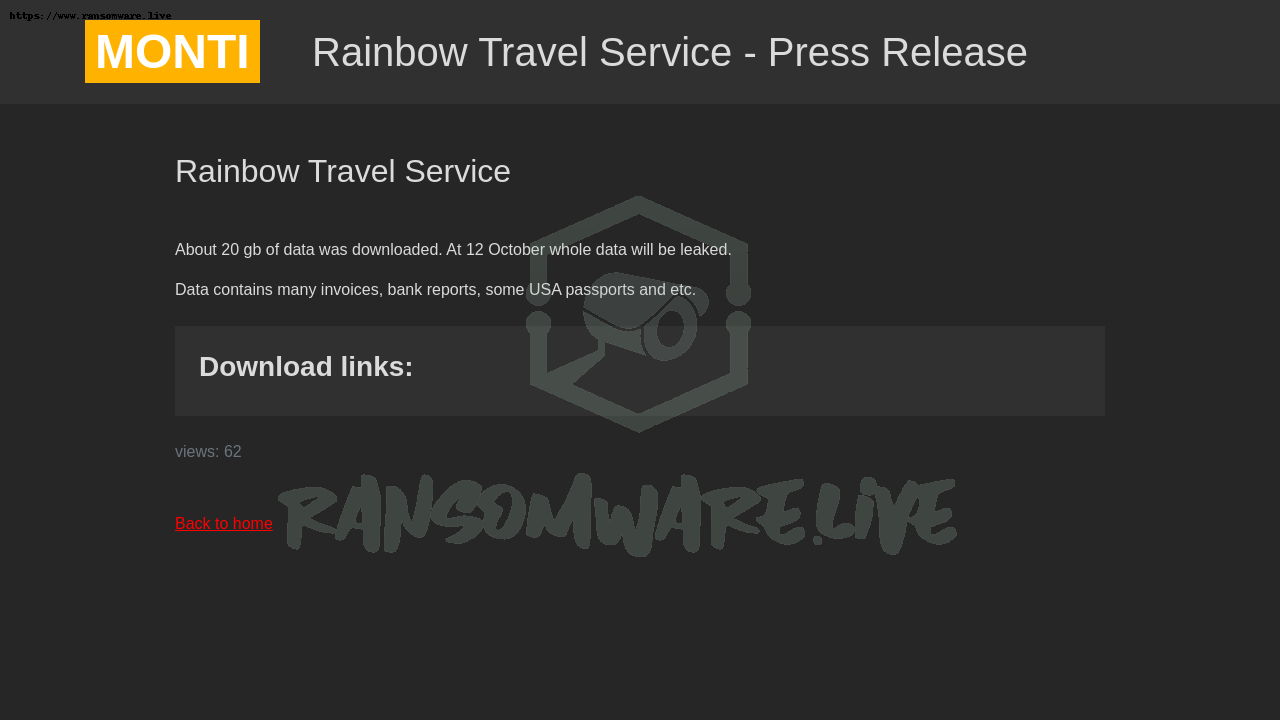 https://www.ransomware.live
MONTI
Rainbow Travel Service - Press Release
Rainbow Travel Service
About 20 gb of data was downloaded. At 12 October whole data will be leaked.
Data contains many invoices, bank reports, some USA passports and etc.
Download links:
views: 62
RANSOMWARE.LIVE
Back to home